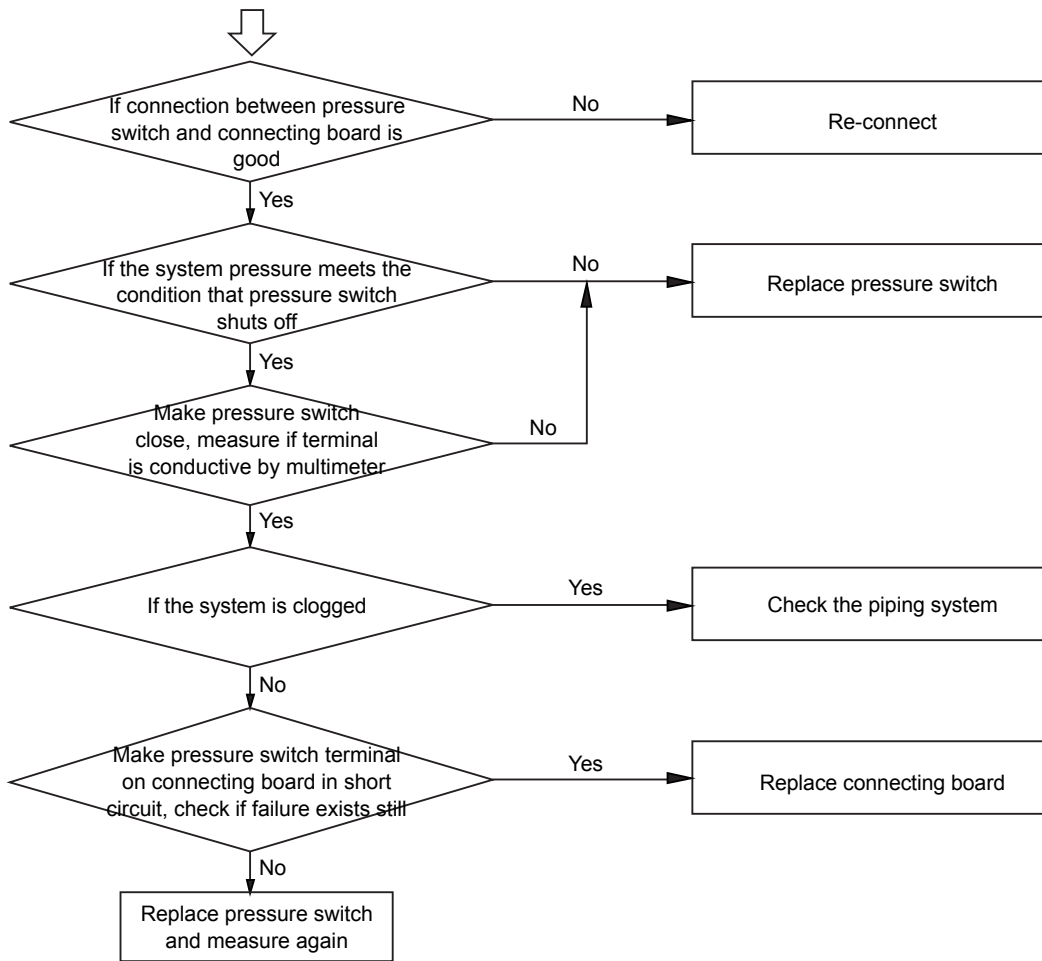 If connection between pressure
switch and connecting board is
good
No
Re-connect
Yes
If the system pressure meets the
condition that pressure switch
shuts off
No
Replace pressure switch
Yes
Make pressure switch
close, measure if terminal
is conductive by multimeter
No
Yes
If the system is clogged
Yes
Check the piping system
No
Make pressure switch terminal
on connecting board in short
circuit, check if failure exists still
Yes
Replace connecting board
No
Replace pressure switch
and measure again